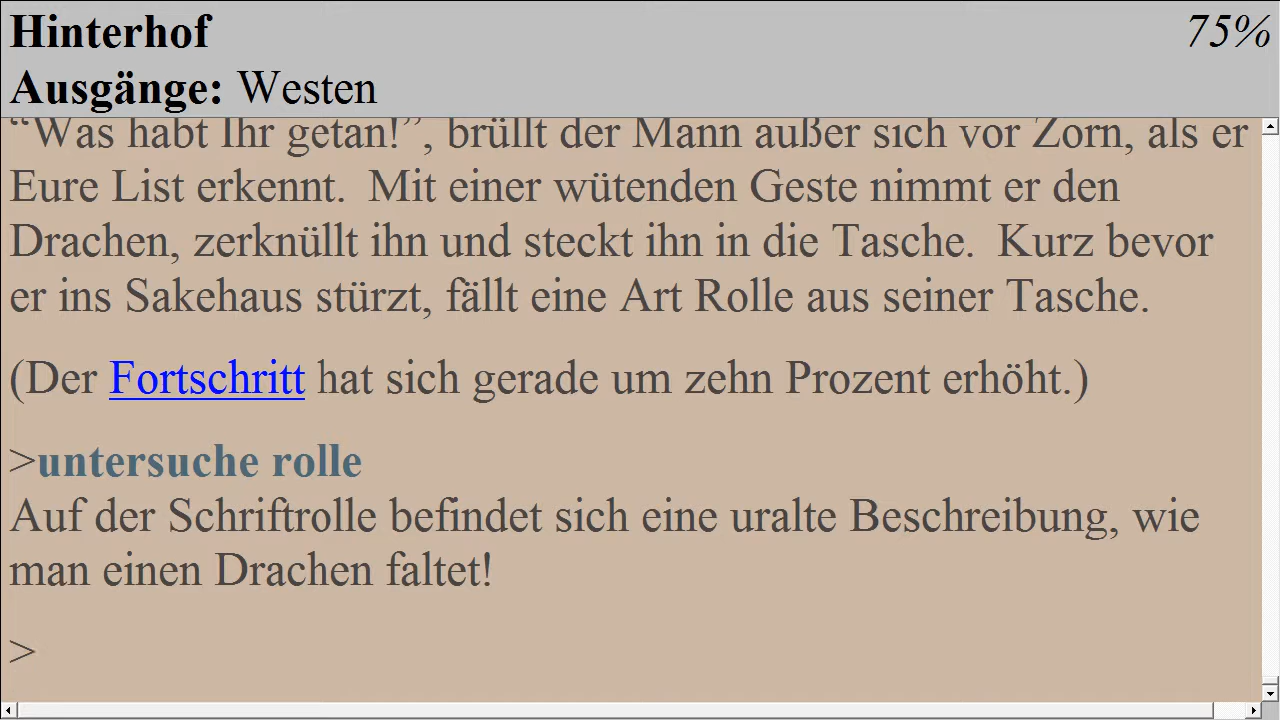 Hinterhof 75%
Ausgänge: Westen
“Was habt Ihr getan!”, brüllt der Mann außer sich vor Zorn, als er
Eure List erkennt. Mit einer wütenden Geste nimmt er den
Drachen, zerknüllt ihn und steckt ihn in die Tasche. Kurz bevor
er ins Sakehaus stürzt, fällt eine Art Rolle aus seiner Tasche.
(Der Fortschritt hat sich gerade um zehn Prozent erhöht.)
>untersuche rolle
Auf der Schriftrolle befindet sich eine uralte Beschreibung, wie
man einen Drachen faltet!
>